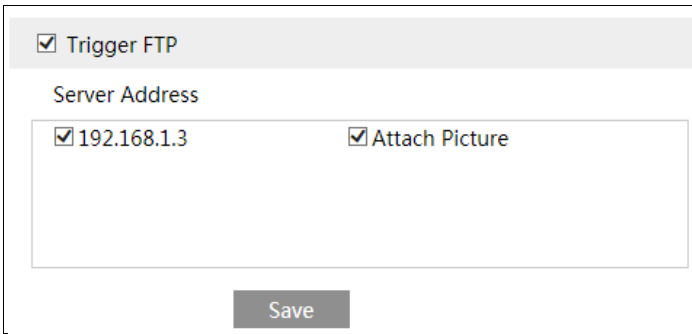 Trigger FTP
Server Address
192.168.1.3 Attach Picture
Save